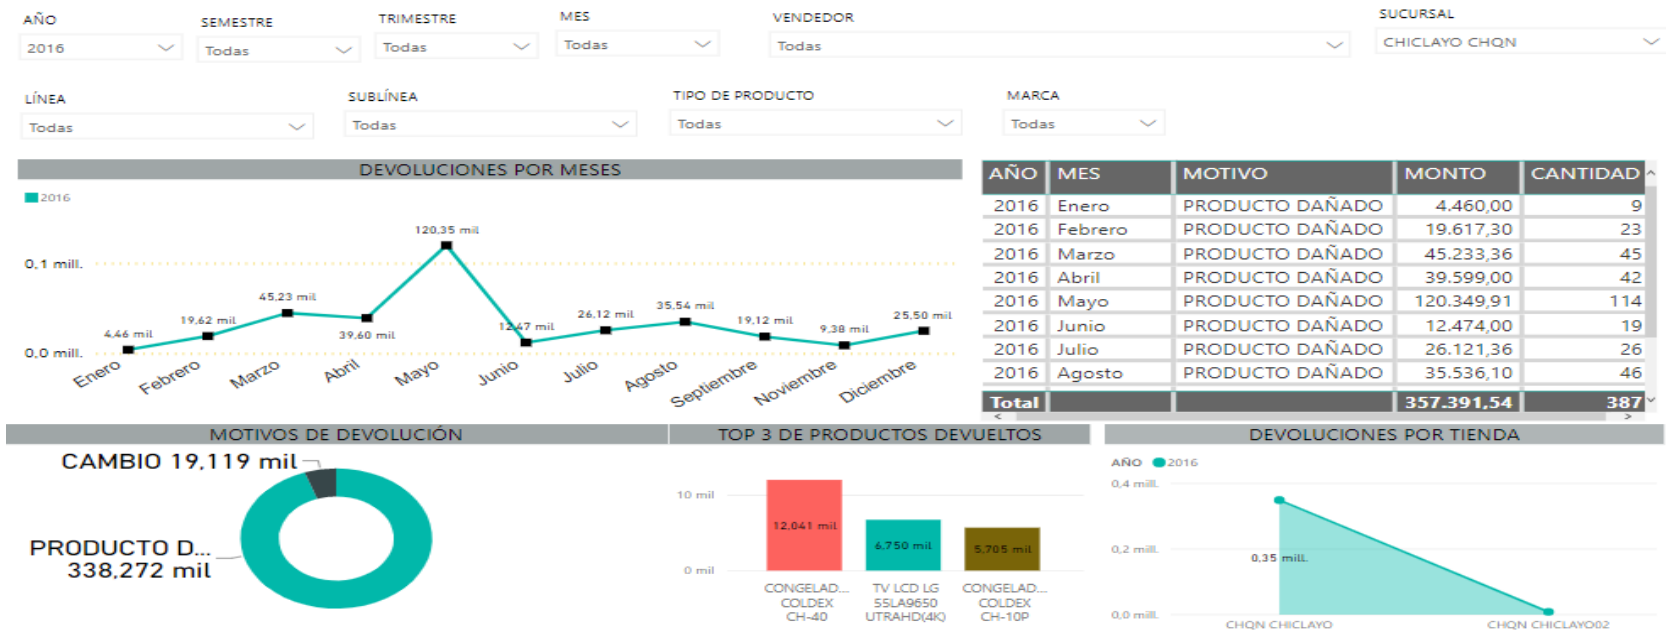 AÑO
2016
SEMESTRE
Todas
TRIMESTRE
Todas
MES
Todas
VENDEDOR
Todas
SUCURSAL
CHICLAYO CHQN
LÍNEA
Todas
SUBLÍNEA
Todas
TIPO DE PRODUCTO
Todas
MARCA
Todas
DEVOLUCIONES POR MESES
2016
0,1 mill.
0,0 mill.
4,46 mil
19,62 mil
45,23 mil
39,60 mil
120,35 mil
12,47 mil
26,12 mil
35,54 mil
19,12 mil
9,38 mil
25,50 mil
Enero
Febrero
Marzo
Abril
Mayo
Junio
Julio
Agosto
Septiembre
Noviembre
Diciembre
AÑO MES MOTIVO MONTO CANTIDAD
2016 Enero PRODUCTO DAÑADO 4.460,00 9
2016 Febrero PRODUCTO DAÑADO 19.617,30 23
2016 Marzo PRODUCTO DAÑADO 45.233,36 45
2016 Abril PRODUCTO DAÑADO 39.599,00 42
2016 Mayo PRODUCTO DAÑADO 120.349,91 114
2016 Junio PRODUCTO DAÑADO 12.474,00 19
2016 Julio PRODUCTO DAÑADO 26.121,36 26
2016 Agosto PRODUCTO DAÑADO 35.536,10 46
Total 357.391,54 387
MOTIVOS DE DEVOLUCIÓN
CAMBIO 19,119 mil
PRODUCTO D...
338,272 mil
TOP 3 DE PRODUCTOS DEVUELTOS
10 mil
0 mil
12,041 mil
6,750 mil
5,705 mil
CONGELAD...
COLDEX
CH-40
TV LCD LG
55LA9650
UTRAHD(4K)
CONGELAD...
COLDEX
CH-10P
DEVOLUCIONES POR TIENDA
AÑO 2016
0,4 mill.
0,2 mill.
0,0 mill.
0,35 mill.
CHQN CHICLAYO
CHQN CHICLAYO02